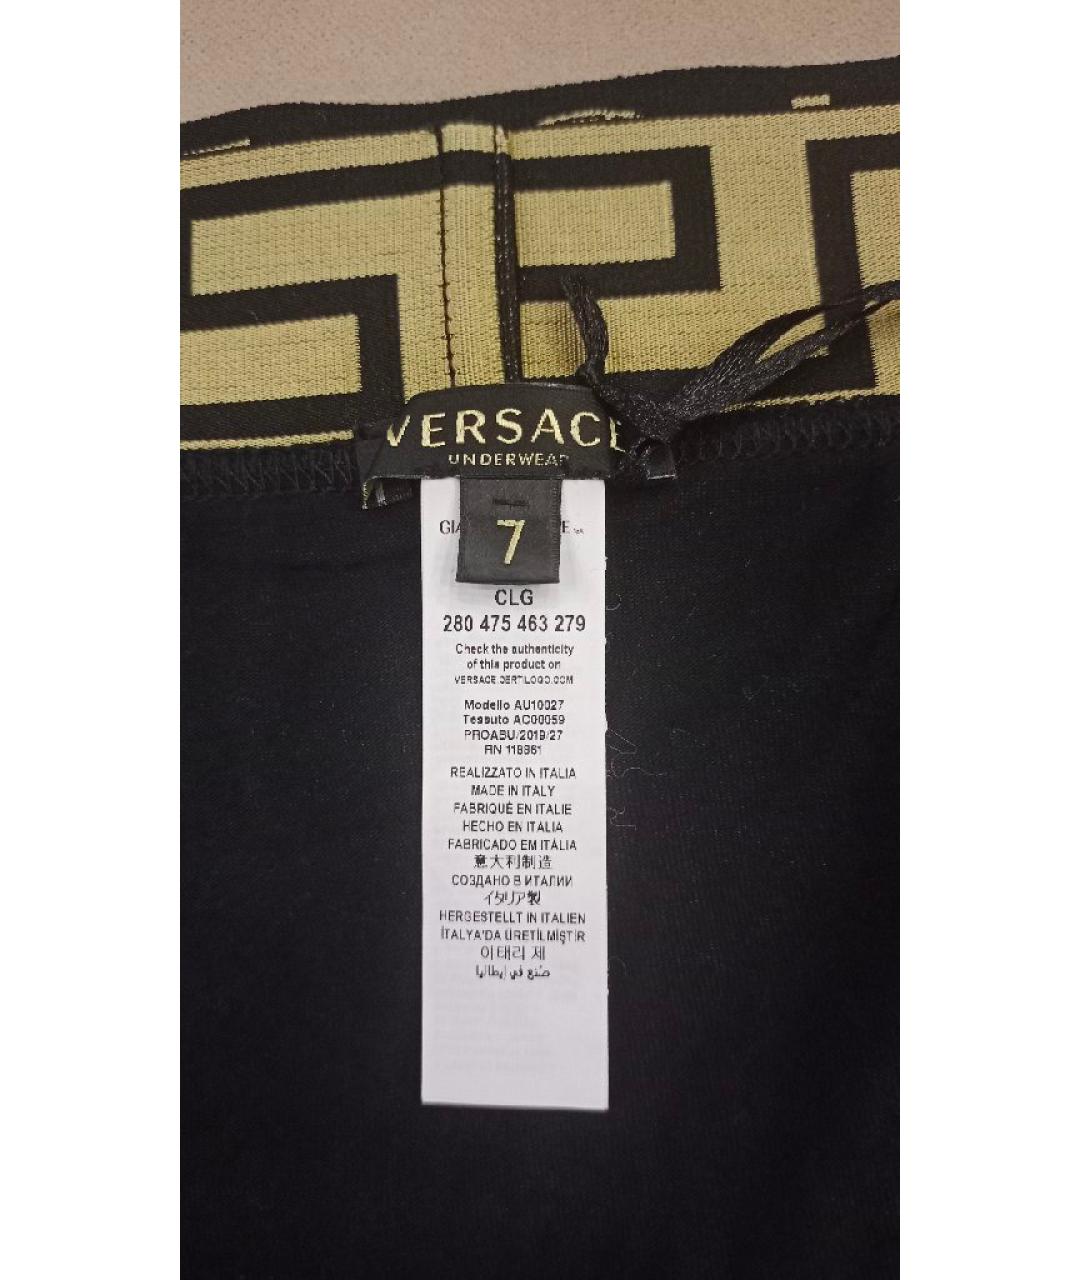 VERSACE
UNDERWEAR
7
CLG
280 475 463 279
Check the authenticity
of this product on
VERSACE.CERTILOGO.COM
Modello AU10027
Tessuto AC00059
PROABU/2019/27
RN 118861
REALIZZATO IN ITALIA
MADE IN ITALY
FABRIQUÉ EN ITALIE
HECHO EN ITALIA
FABRICADO EM ITÁLIA
意大利制造
СОЗДАНО В ИТАЛИИ
イタリア製
HERGESTELLT IN ITALIEN
İTALYA'DA ÜRETİLMİŞTİR
이태리 제
صُنع في إيطاليا